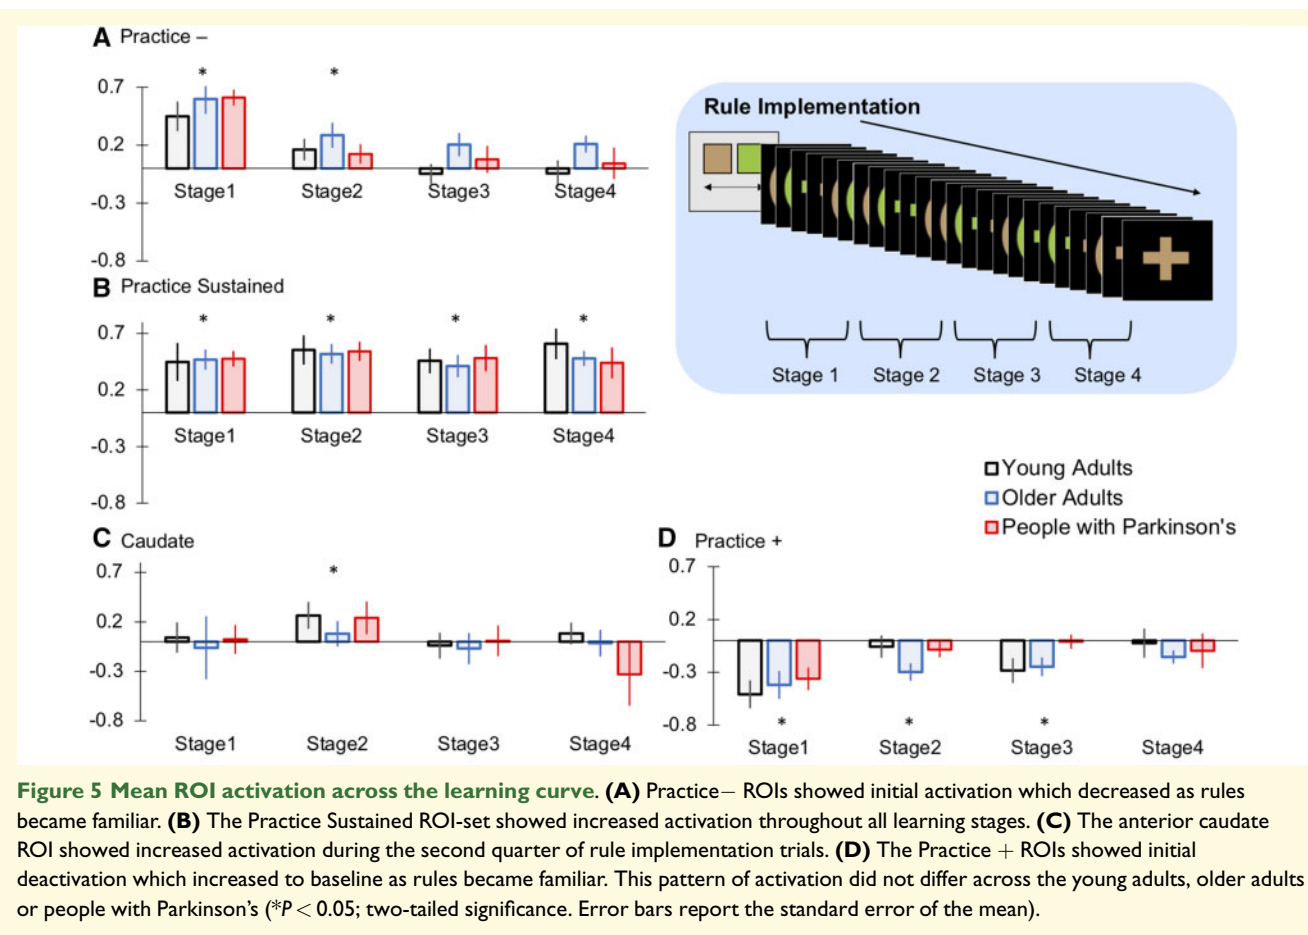 A Practice –
* *
0.7
0.2
-0.3
-0.8
Stage1 Stage2 Stage3 Stage4
Rule Implementation
Stage 1 Stage 2 Stage 3 Stage 4
B Practice Sustained
* * * *
0.7
0.2
-0.3
-0.8
Stage1 Stage2 Stage3 Stage4
Young Adults
Older Adults
People with Parkinson's
C Caudate
*
0.7
0.2
-0.3
-0.8
Stage1 Stage2 Stage3 Stage4
D Practice +
0.7
0.2
-0.3
-0.8
* * *
Stage1 Stage2 Stage3 Stage4
Figure 5 Mean ROI activation across the learning curve. (A) Practice− ROIs showed initial activation which decreased as rules
became familiar. (B) The Practice Sustained ROI-set showed increased activation throughout all learning stages. (C) The anterior caudate
ROI showed increased activation during the second quarter of rule implementation trials. (D) The Practice + ROIs showed initial
deactivation which increased to baseline as rules became familiar. This pattern of activation did not differ across the young adults, older adults
or people with Parkinson’s (*P < 0.05; two-tailed significance. Error bars report the standard error of the mean).